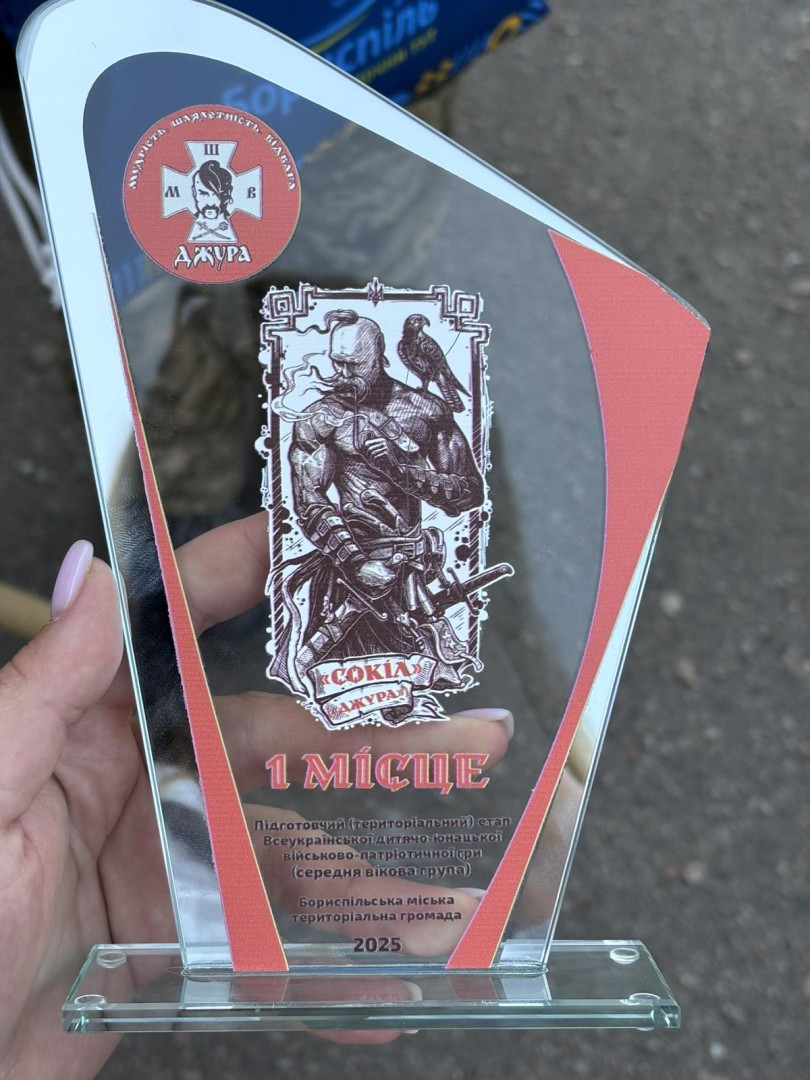 Бориспіль
МУДРІСТЬ ШЛЯХЕТНІСТЬ ВІДВАГА
Ш
М В
ДЖУРА
«СОКІЛ»
«ДЖУРА»
1 МІСЦЕ
Підготовчий (територіальний) етап
Всеукраїнської дитячо-юнацької
військово-патріотичної гри
(середня вікова група)
Бориспільська міська
територіальна громада
2025